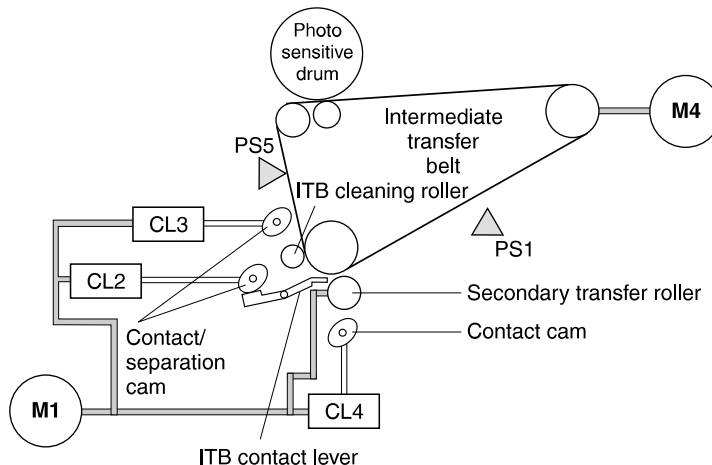 Photo
sensitive
drum
Intermediate
transfer
belt
M4
PS5
ITB cleaning roller
CL3
PS1
CL2
Secondary transfer roller
Contact/
separation
cam
Contact cam
M1
CL4
ITB contact lever